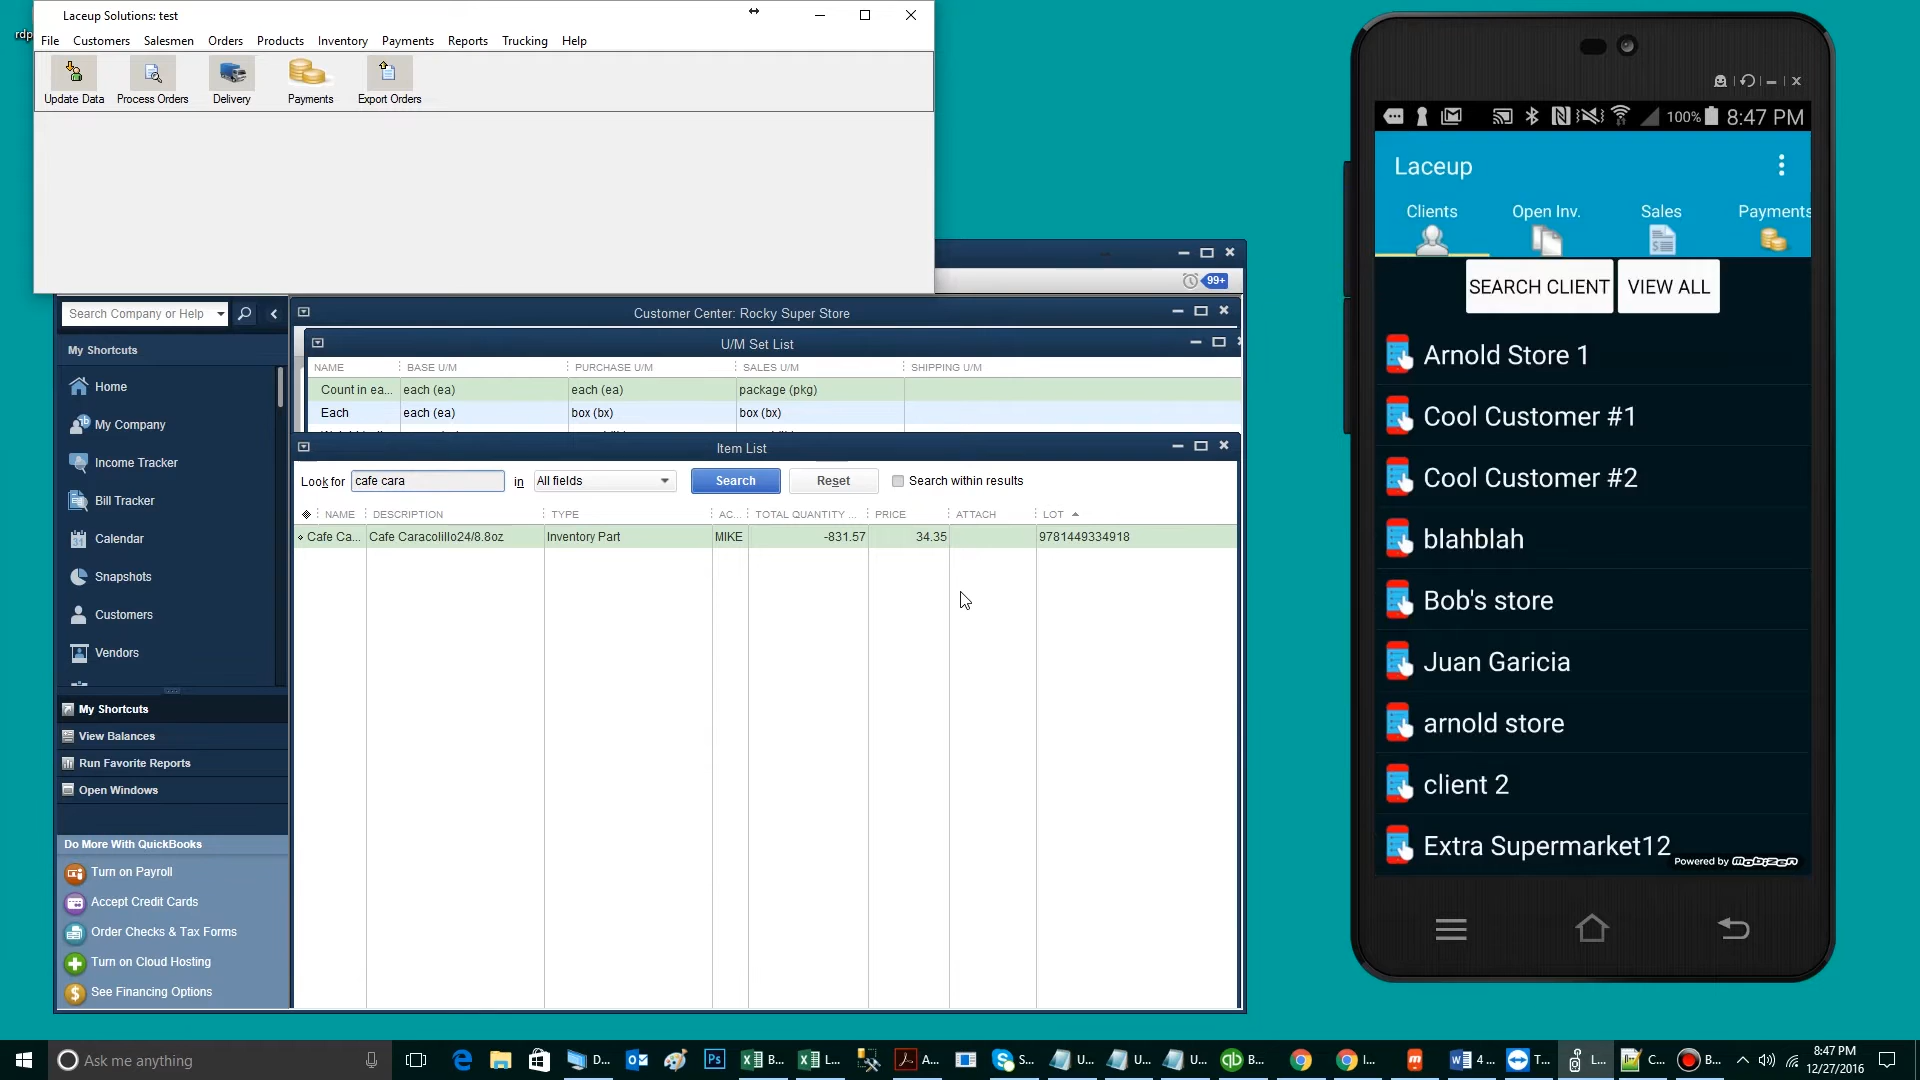 rdp
Laceup Solutions: test
File Customers Salesmen Orders Products Inventory Payments Reports Trucking Help
Update Data Process Orders Delivery Payments Export Orders
99+
Search Company or Help
Customer Center: Rocky Super Store
My Shortcuts
U/M Set List
NAME BASE U/M PURCHASE U/M SALES U/M SHIPPING U/M
Count in ea... each (ea) each (ea) package (pkg)
Each each (ea) box (bx) box (bx)
Home
My Company
Income Tracker
Bill Tracker
Calendar
Snapshots
Customers
Vendors
My Shortcuts
View Balances
Run Favorite Reports
Open Windows
Do More With QuickBooks
Turn on Payroll
Accept Credit Cards
Order Checks & Tax Forms
Turn on Cloud Hosting
See Financing Options
Item List
Look for cafe cara in All fields Search Reset Search within results
NAME DESCRIPTION TYPE AC... TOTAL QUANTITY ... PRICE ATTACH LOT
Cafe Ca... Cafe Caracolillo24/8.8oz Inventory Part MIKE -831.57 34.35 9781449334918
100% 8:47 PM
Laceup
Clients Open Inv. Sales Payments
SEARCH CLIENT VIEW ALL
Arnold Store 1
Cool Customer #1
Cool Customer #2
blahblah
Bob's store
Juan Garicia
arnold store
client 2
Extra Supermarket12
Powered by mobizen
Ask me anything
D... B... L... A... S... U... U... U... B... I... 4 ... T... L... C... B...
8:47 PM
12/27/2016